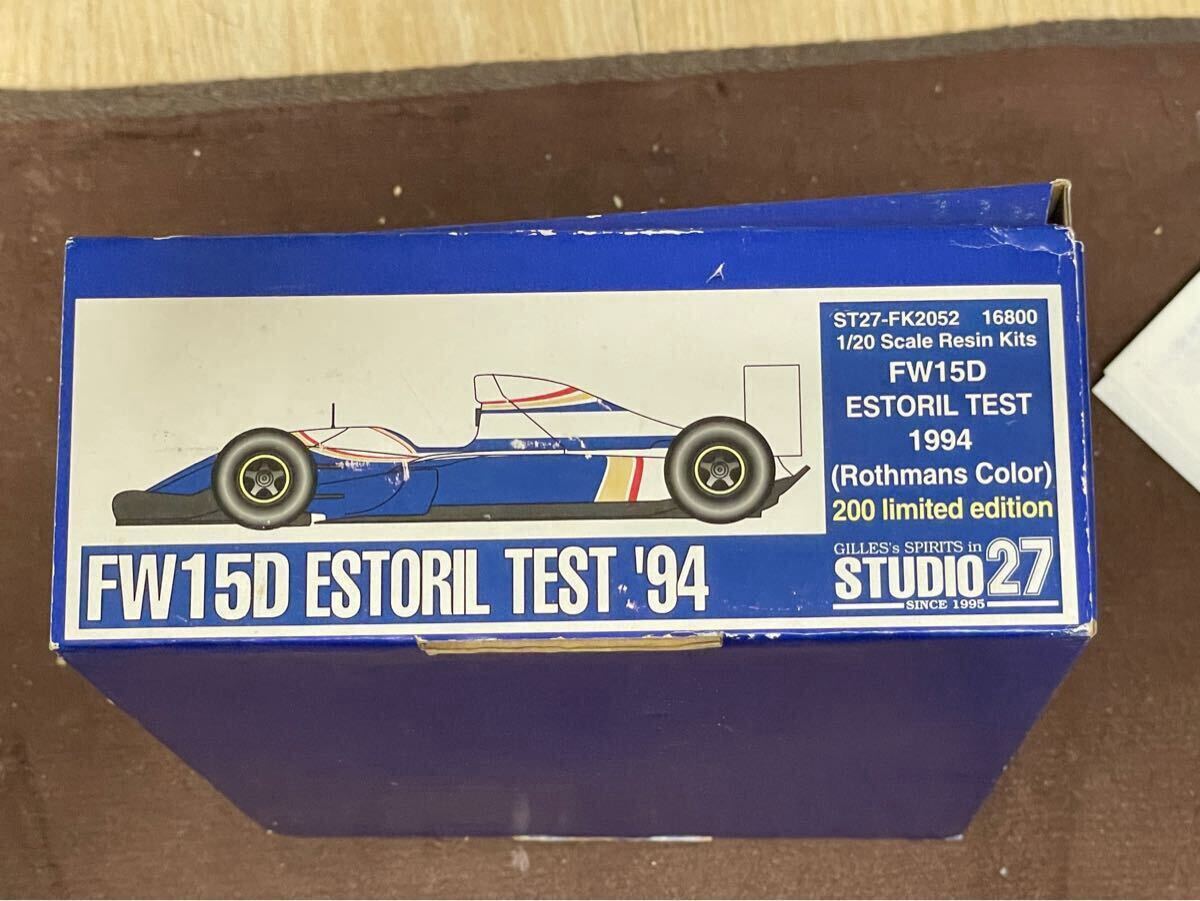 ST27-FK2052 16800
1/20 Scale Resin Kits
FW15D
ESTORIL TEST
1994
(Rothmans Color)
200 limited edition
GILLES's SPIRITS in
STUDIO27
SINCE 1995
FW15D ESTORIL TEST '94